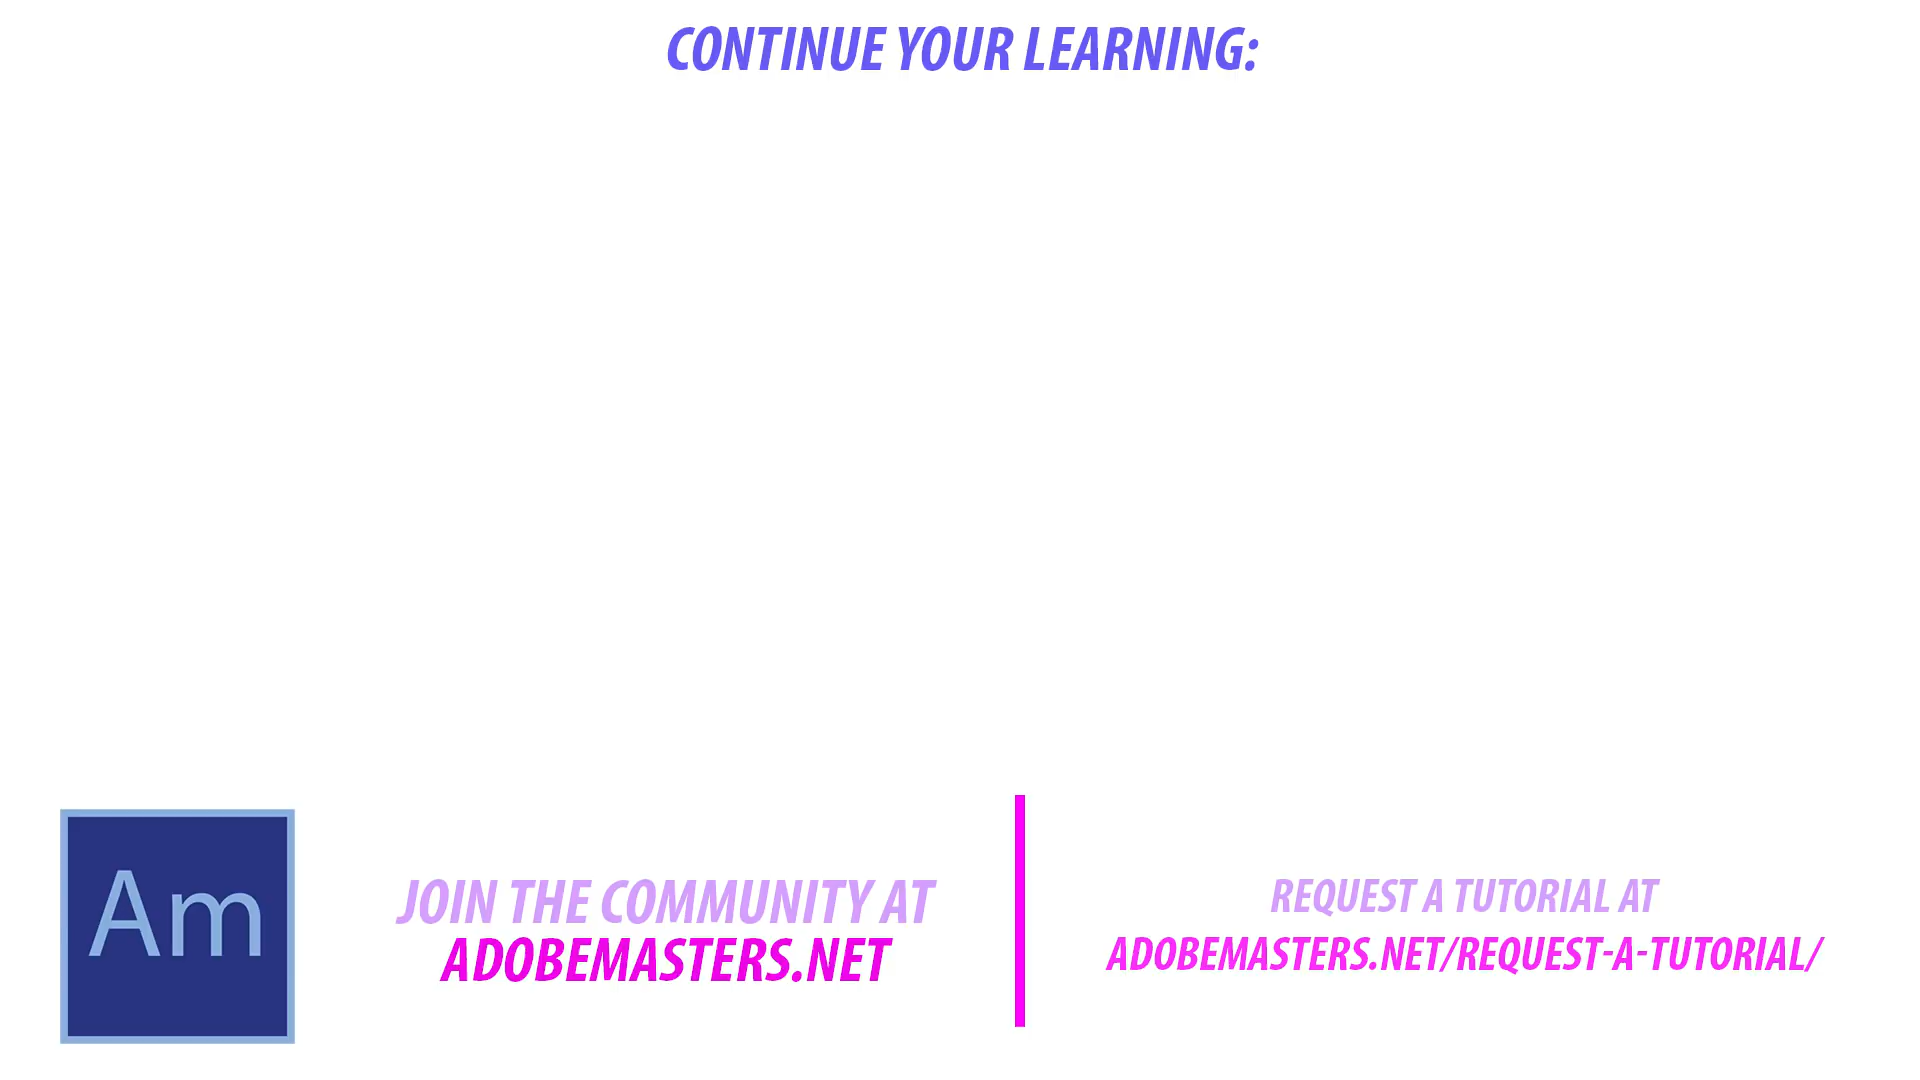 CONTINUE YOUR LEARNING:
Am
JOIN THE COMMUNITY AT
ADOBEMASTERS.NET
REQUEST A TUTORIAL AT
ADOBEMASTERS.NET/REQUEST-A-TUTORIAL/